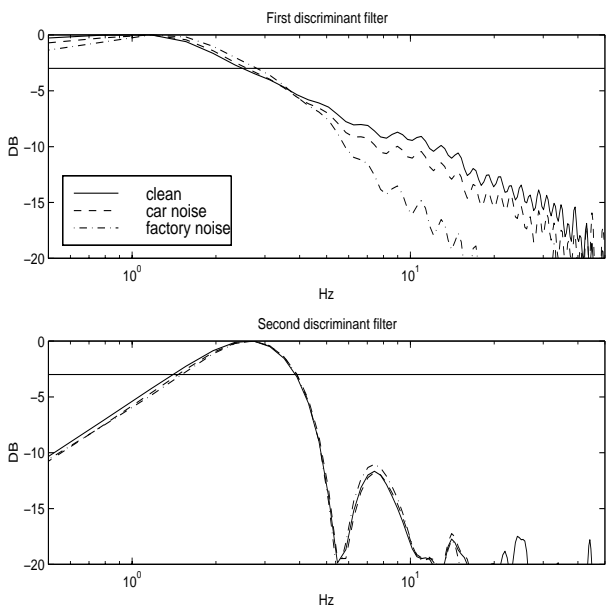 First discriminant filter
0
−5
−10
−15
−20
DB
clean
car noise
factory noise
10^0
10^1
Hz
Second discriminant filter
0
−5
−10
−15
−20
DB
10^0
10^1
Hz